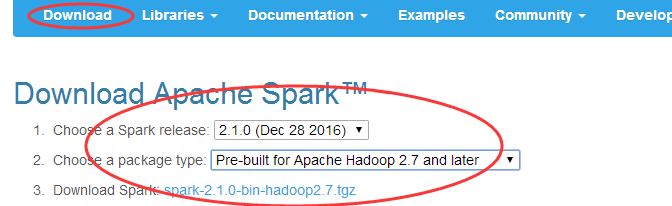 Download Libraries Documentation Examples Community Develop
Download Apache Spark™
1. Choose a Spark release: 2.1.0 (Dec 28 2016)
2. Choose a package type: Pre-built for Apache Hadoop 2.7 and later
3. Download Spark: spark-2.1.0-bin-hadoop2.7.tgz